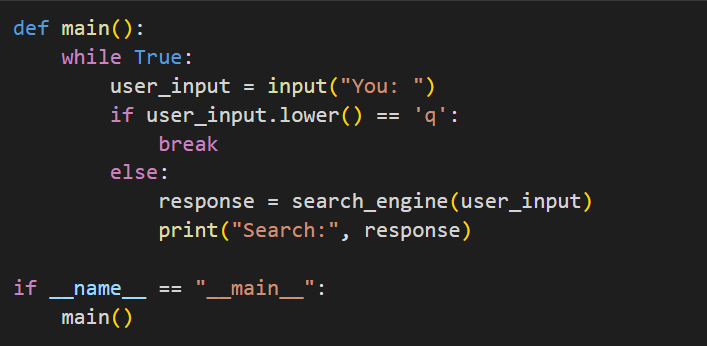 def main():
    while True:
        user_input = input("You: ")
        if user_input.lower() == 'q':
            break
        else:
            response = search_engine(user_input)
            print("Search:", response)

if __name__ == "__main__":
    main()